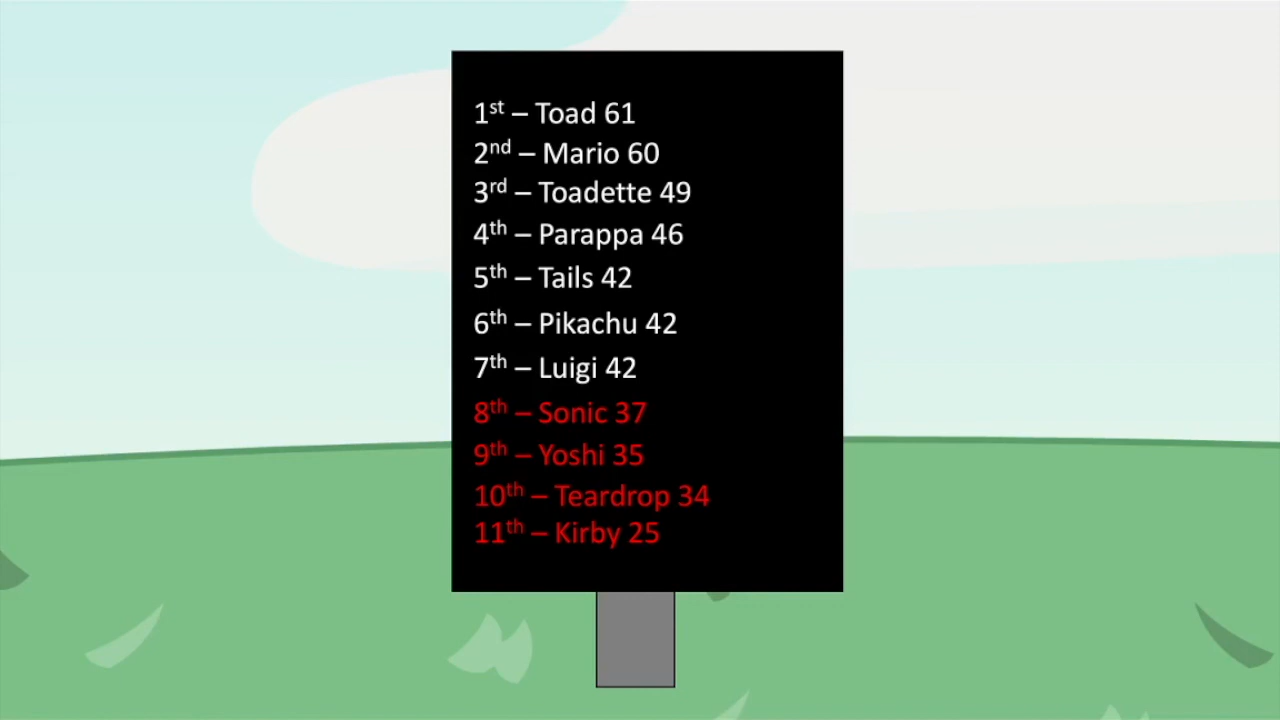 1st – Toad 61
2nd – Mario 60
3rd – Toadette 49
4th – Parappa 46
5th – Tails 42
6th – Pikachu 42
7th – Luigi 42
8th – Sonic 37
9th – Yoshi 35
10th – Teardrop 34
11th – Kirby 25